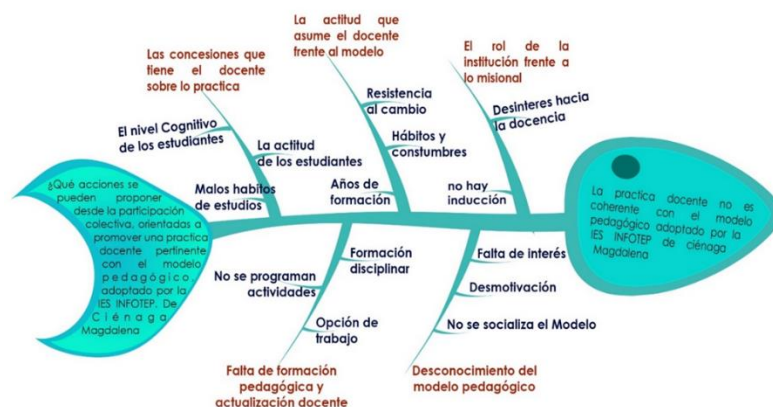 Las concesiones que
tiene el docente
sobre lo practica
El nivel Cognitivo
de los estudiantes
La actitud
de los estudiantes
Malos habitos
de estudios
La actitud que
asume el docente
frente al modelo
Resistencia
al cambio
Hábitos y
constumbres
Años de
formación
El rol de la
institución frente a
lo misional
Desinteres hacia
la docencia
no hay
inducción
¿Qué acciones se
pueden proponer
desde la participación
colectiva, orientadas a
promover una practica
docente pertinente
con el modelo
pedagógico,
adoptado por la
IES INFOTEP. De
Ciénaga
Magdalena
La practica docente no es
coherente con el modelo
pedagógico adoptado por la
IES INFOTEP de ciénaga
Magdalena
Formación
disciplinar
No se programan
actividades
Opción de
trabajo
Falta de formación
pedagógica y
actualización docente
Falta de interés
Desmotivación
No se socializa el Modelo
Desconocimiento del
modelo pedagógico